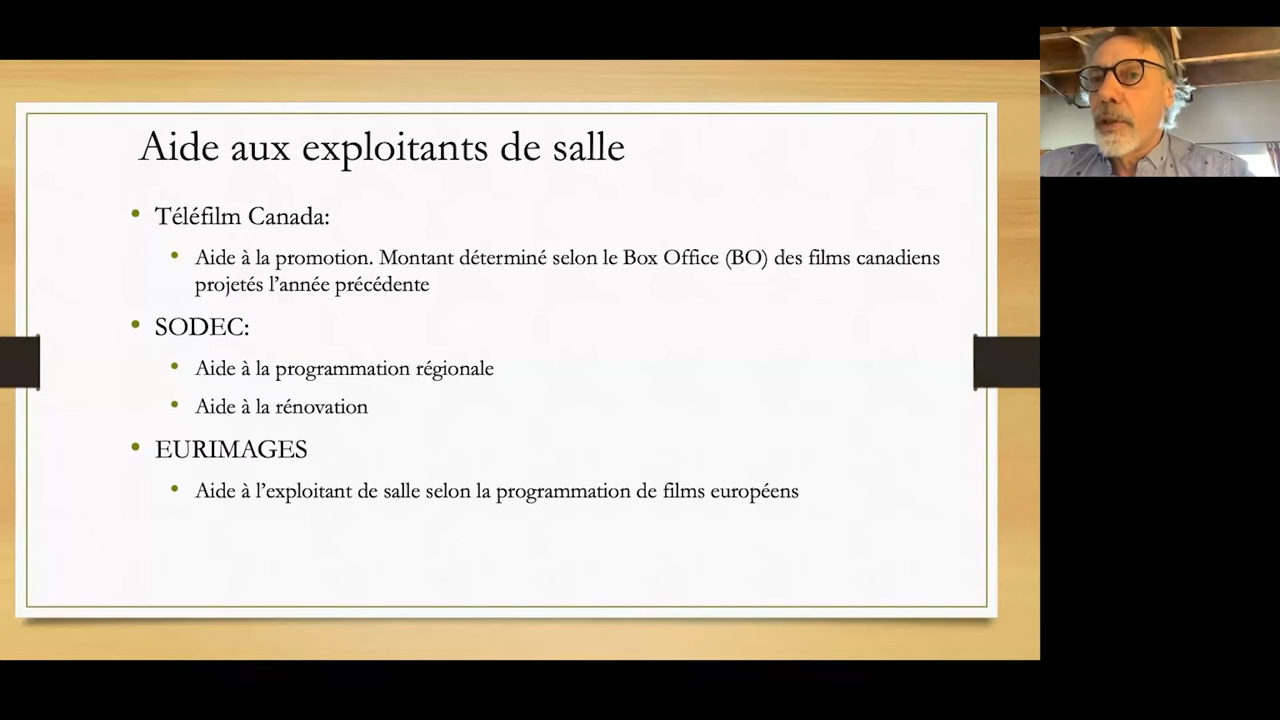 Aide aux exploitants de salle
• Téléfilm Canada:
• Aide à la promotion. Montant déterminé selon le Box Office (BO) des films canadiens
projetés l’année précédente
• SODEC:
• Aide à la programmation régionale
• Aide à la rénovation
• EURIMAGES
• Aide à l’exploitant de salle selon la programmation de films européens